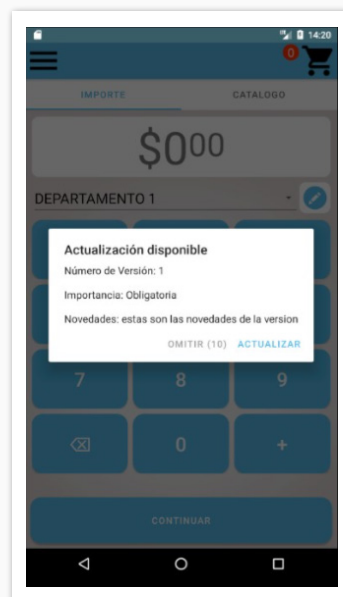 14:20
0
IMPORTE CATALOGO
$0⁰⁰
DEPARTAMENTO 1
Actualización disponible
Número de Versión: 1
Importancia: Obligatoria
Novedades: estas son las novedades de la version
OMITIR (10) ACTUALIZAR
7 8 9
0 +
CONTINUAR